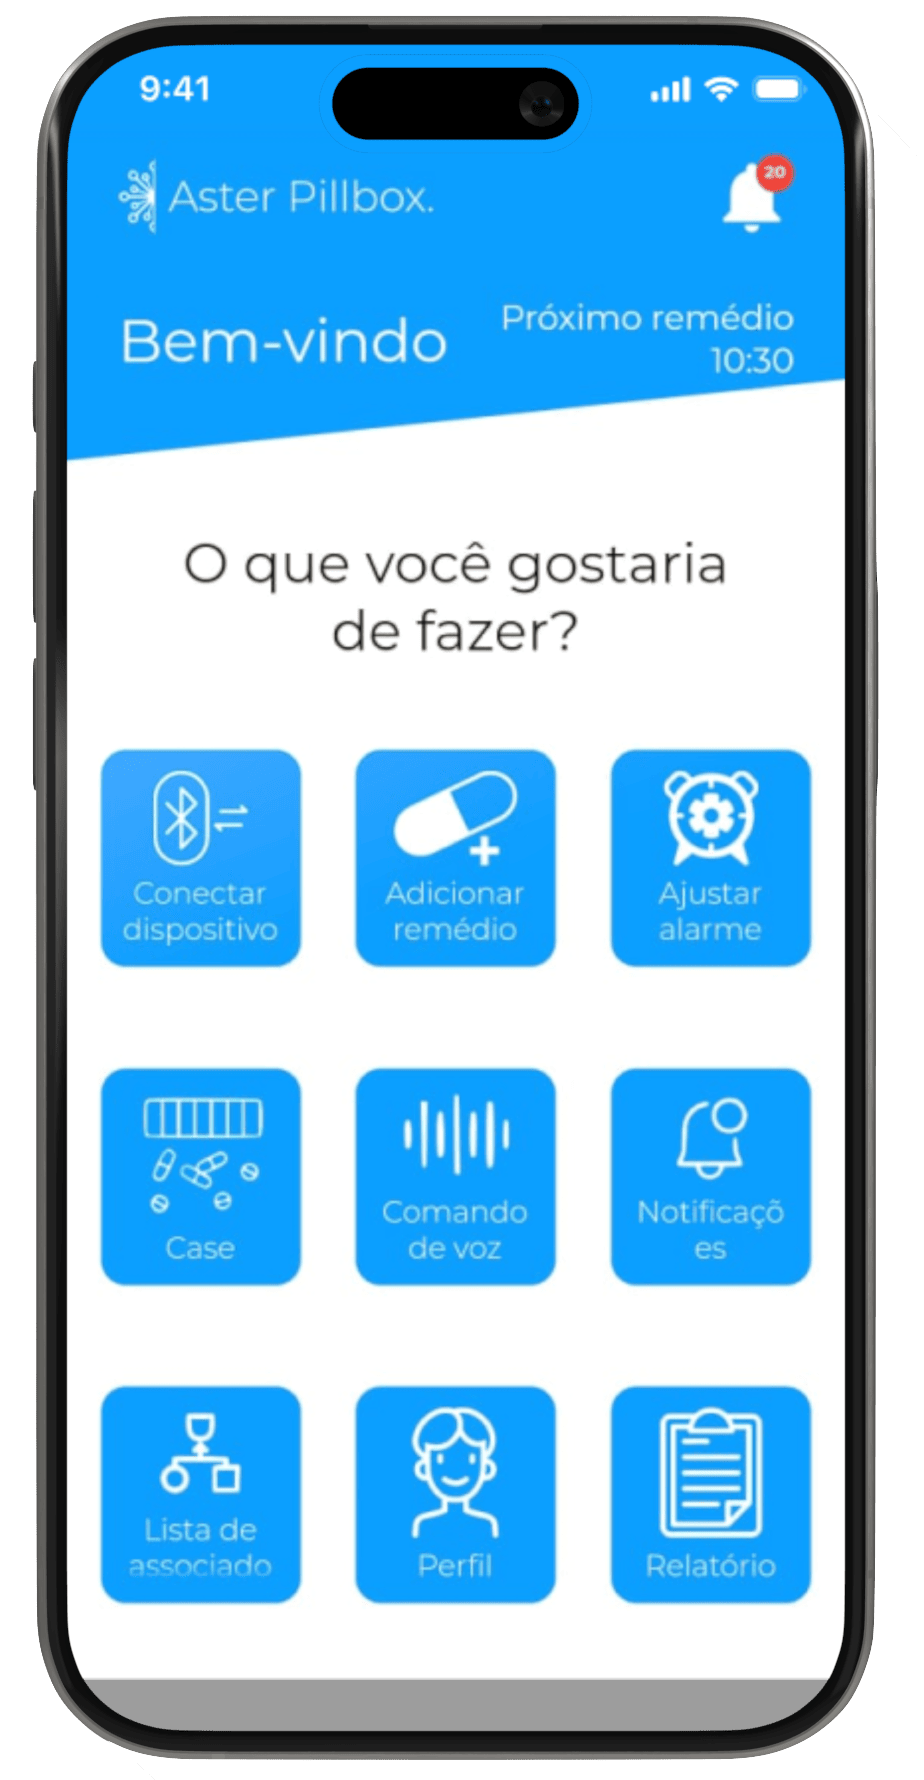 9:41
Aster Pillbox.
20
Bem-vindo
Próximo remédio
10:30
O que você gostaria
de fazer?
Conectar
dispositivo
Adicionar
remédio
Ajustar
alarme
Case
Comando
de voz
Notificaçõ
es
Lista de
associado
Perfil
Relatório